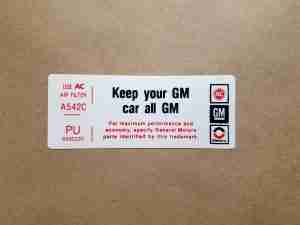 USE AC
AIR FILTER
A542C
PU
Keep your GM
car all GM
For maximum performance and
economy, specify General Motors
parts identified by this trademark.
AC
GM